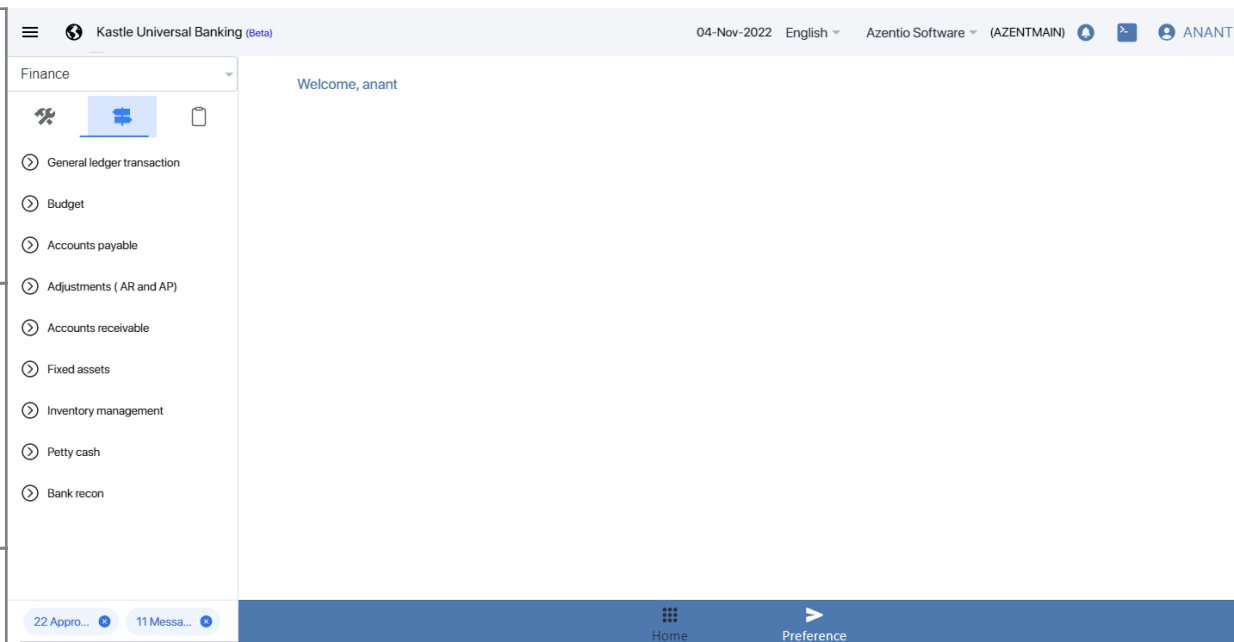 Kastle Universal Banking (Beta)
04-Nov-2022 English Azentio Software (AZENTMAIN) ANANT
Finance
Welcome, anant
General ledger transaction
Budget
Accounts payable
Adjustments ( AR and AP)
Accounts receivable
Fixed assets
Inventory management
Petty cash
Bank recon
22 Appro... 11 Messa...
Home Preference